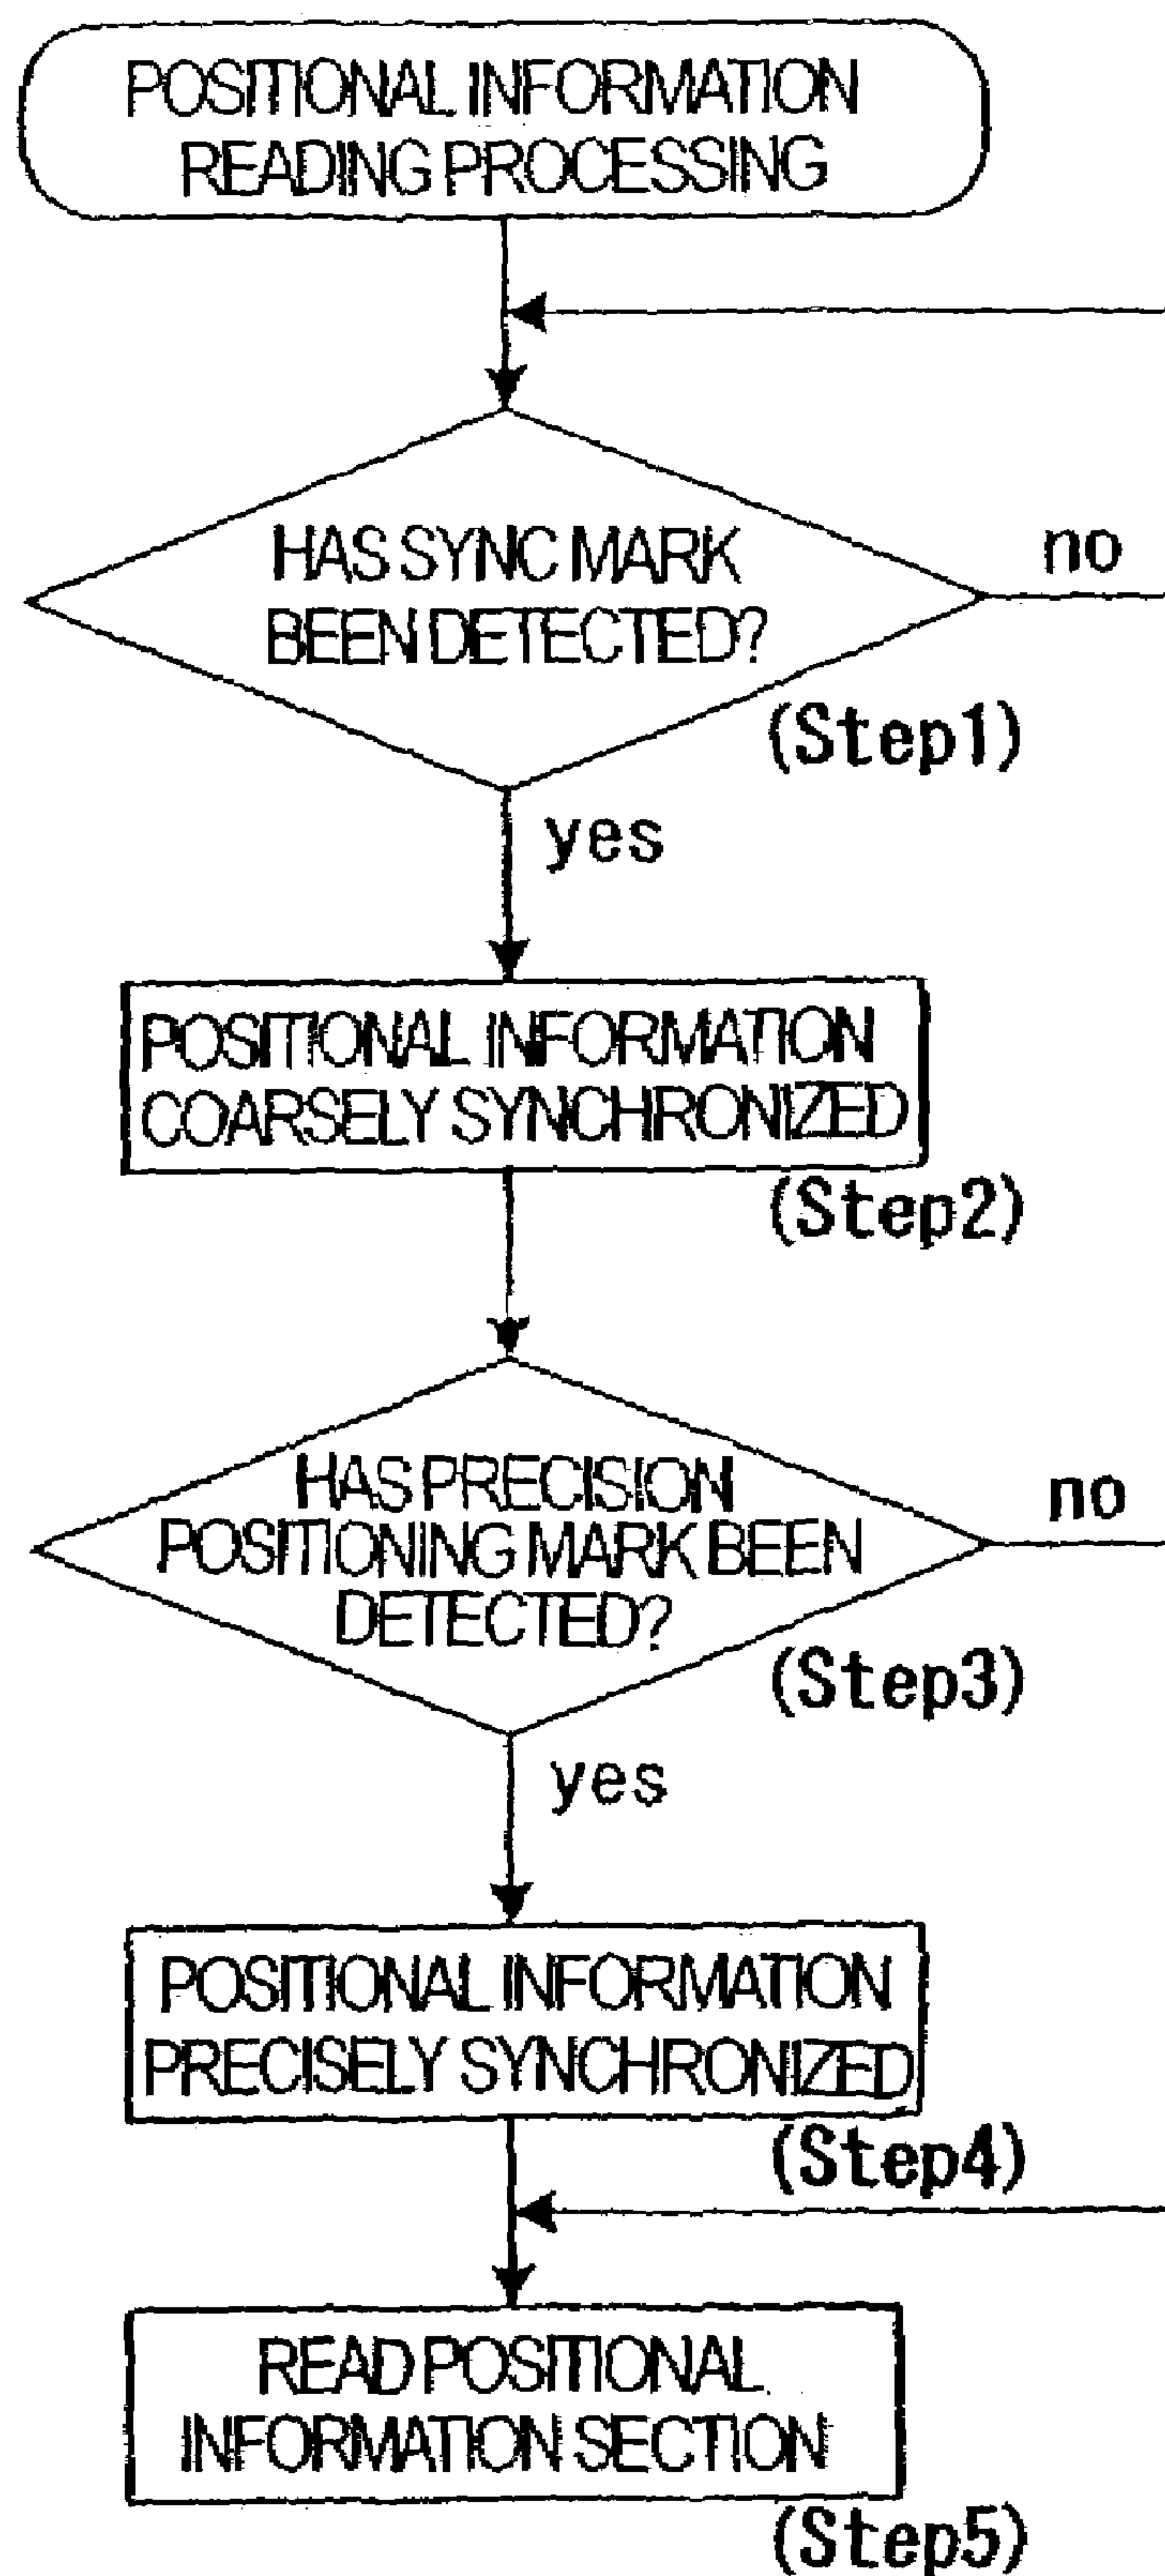 POSITIONAL INFORMATION
READING PROCESSING
HAS SYNC MARK
BEEN DETECTED?
no
(Step1)
yes
POSITIONAL INFORMATION
COARSELY SYNCHRONIZED
(Step2)
HAS PRECISION
POSITIONING MARK BEEN
DETECTED?
no
(Step3)
yes
POSITIONAL INFORMATION
PRECISELY SYNCHRONIZED
(Step4)
READ POSITIONAL
INFORMATION SECTION
(Step5)